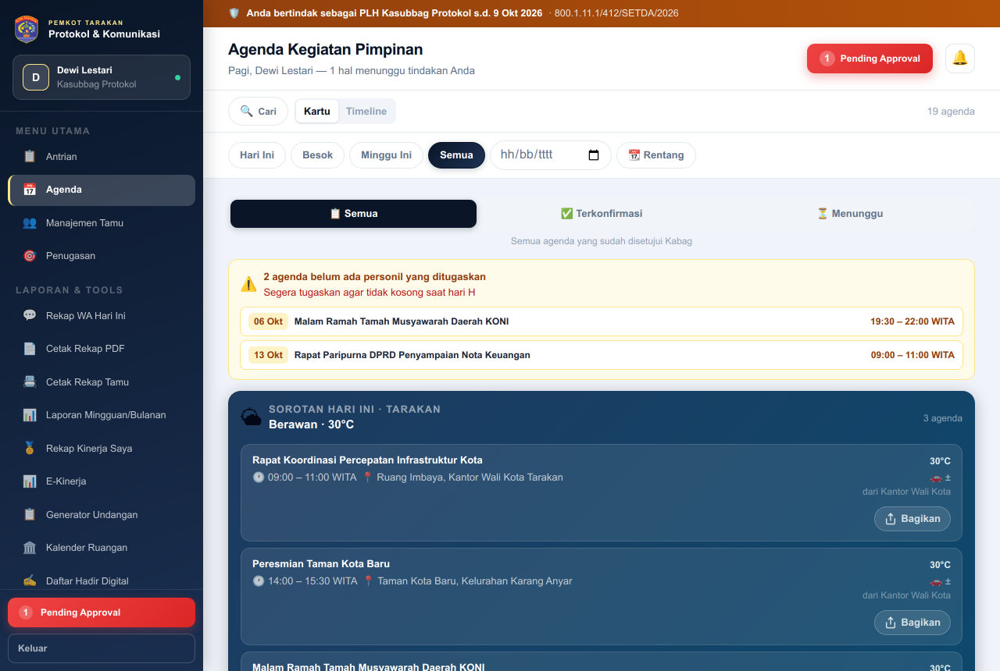 PEMKOT TARAKAN
Protokol & Komunikasi
D
Dewi Lestari
Kasubbag Protokol
MENU UTAMA
Antrian
Agenda
Manajemen Tamu
Penugasan
LAPORAN & TOOLS
Rekap WA Hari Ini
Cetak Rekap PDF
Cetak Rekap Tamu
Laporan Mingguan/Bulanan
Rekap Kinerja Saya
E-Kinerja
Generator Undangan
Kalender Ruangan
Daftar Hadir Digital
1 Pending Approval
Keluar
Anda bertindak sebagai PLH Kasubbag Protokol s.d. 9 Okt 2026 · 800.1.11.1/412/SETDA/2026
Agenda Kegiatan Pimpinan
Pagi, Dewi Lestari — 1 hal menunggu tindakan Anda
1 Pending Approval
Cari
Kartu
Timeline
19 agenda
Hari Ini
Besok
Minggu Ini
Semua
hh/bb/tttt
Rentang
Semua
Terkonfirmasi
Menunggu
Semua agenda yang sudah disetujui Kabag
2 agenda belum ada personil yang ditugaskan
Segera tugaskan agar tidak kosong saat hari H
06 Okt Malam Ramah Tamah Musyawarah Daerah KONI 19:30 – 22:00 WITA
13 Okt Rapat Paripurna DPRD Penyampaian Nota Keuangan 09:00 – 11:00 WITA
SOROTAN HARI INI · TARAKAN
Berawan · 30°C
3 agenda
Rapat Koordinasi Percepatan Infrastruktur Kota
09:00 – 11:00 WITA Ruang Imbaya, Kantor Wali Kota Tarakan
30°C
±
dari Kantor Wali Kota
Bagikan
Peresmian Taman Kota Baru
14:00 – 15:30 WITA Taman Kota Baru, Kelurahan Karang Anyar
30°C
±
dari Kantor Wali Kota
Bagikan
Malam Ramah Tamah Musyawarah Daerah KONI
30°C